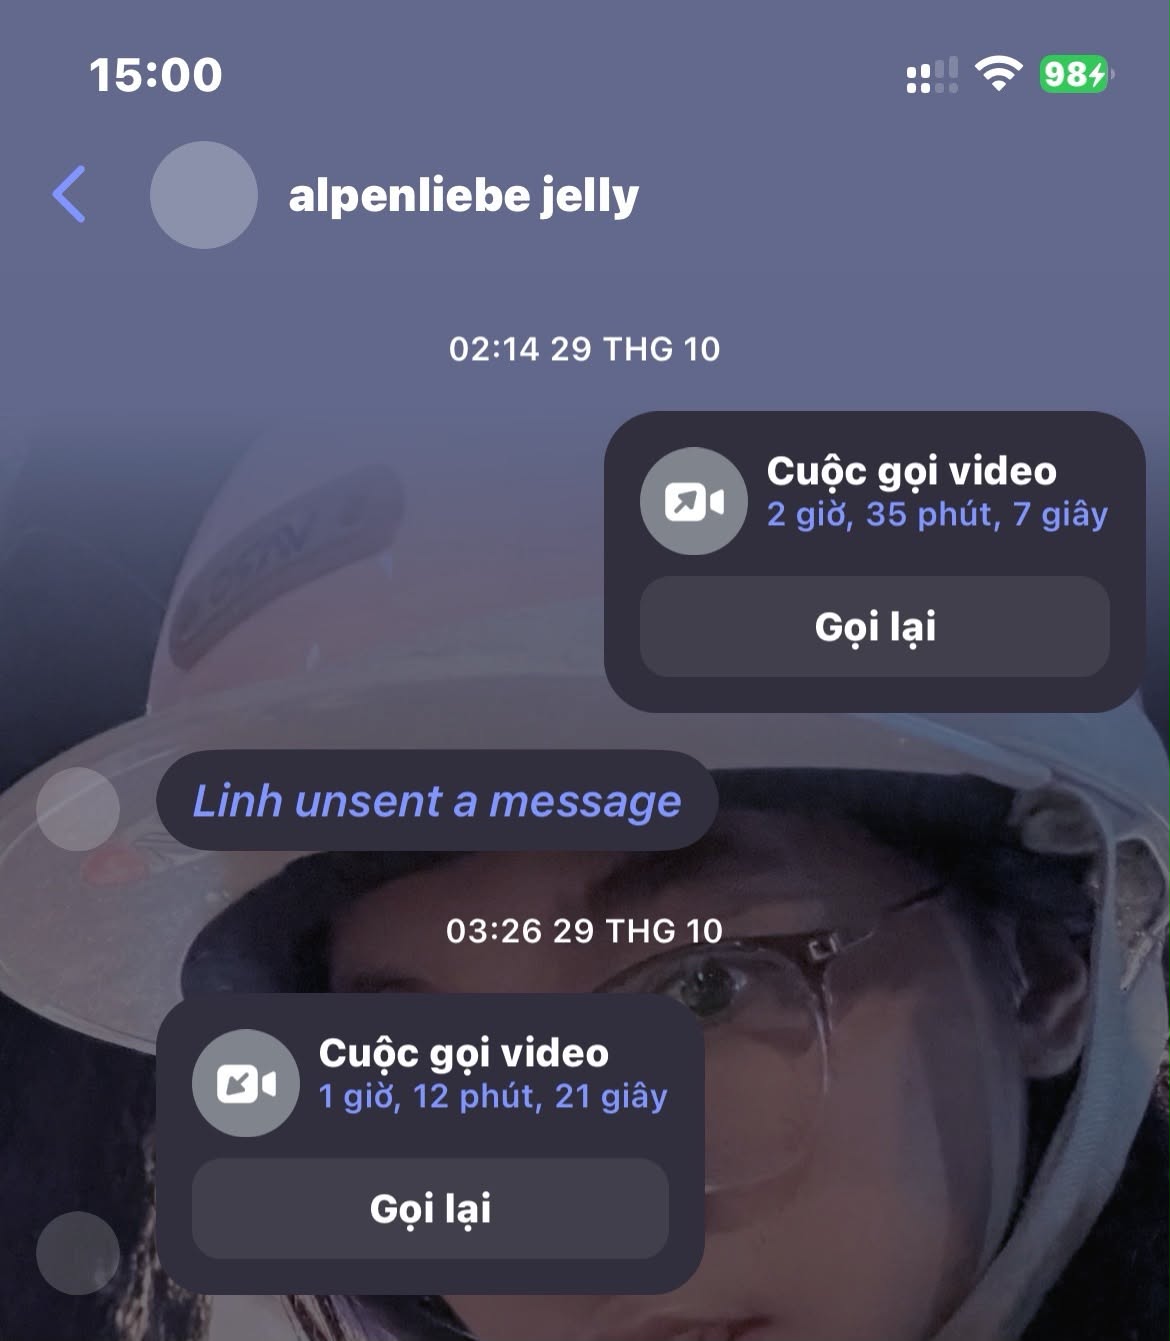 15:00
98
alpenliebe jelly
02:14 29 THG 10
Cuộc gọi video
2 giờ, 35 phút, 7 giây
Gọi lại
Linh unsent a message
03:26 29 THG 10
Cuộc gọi video
1 giờ, 12 phút, 21 giây
Gọi lại